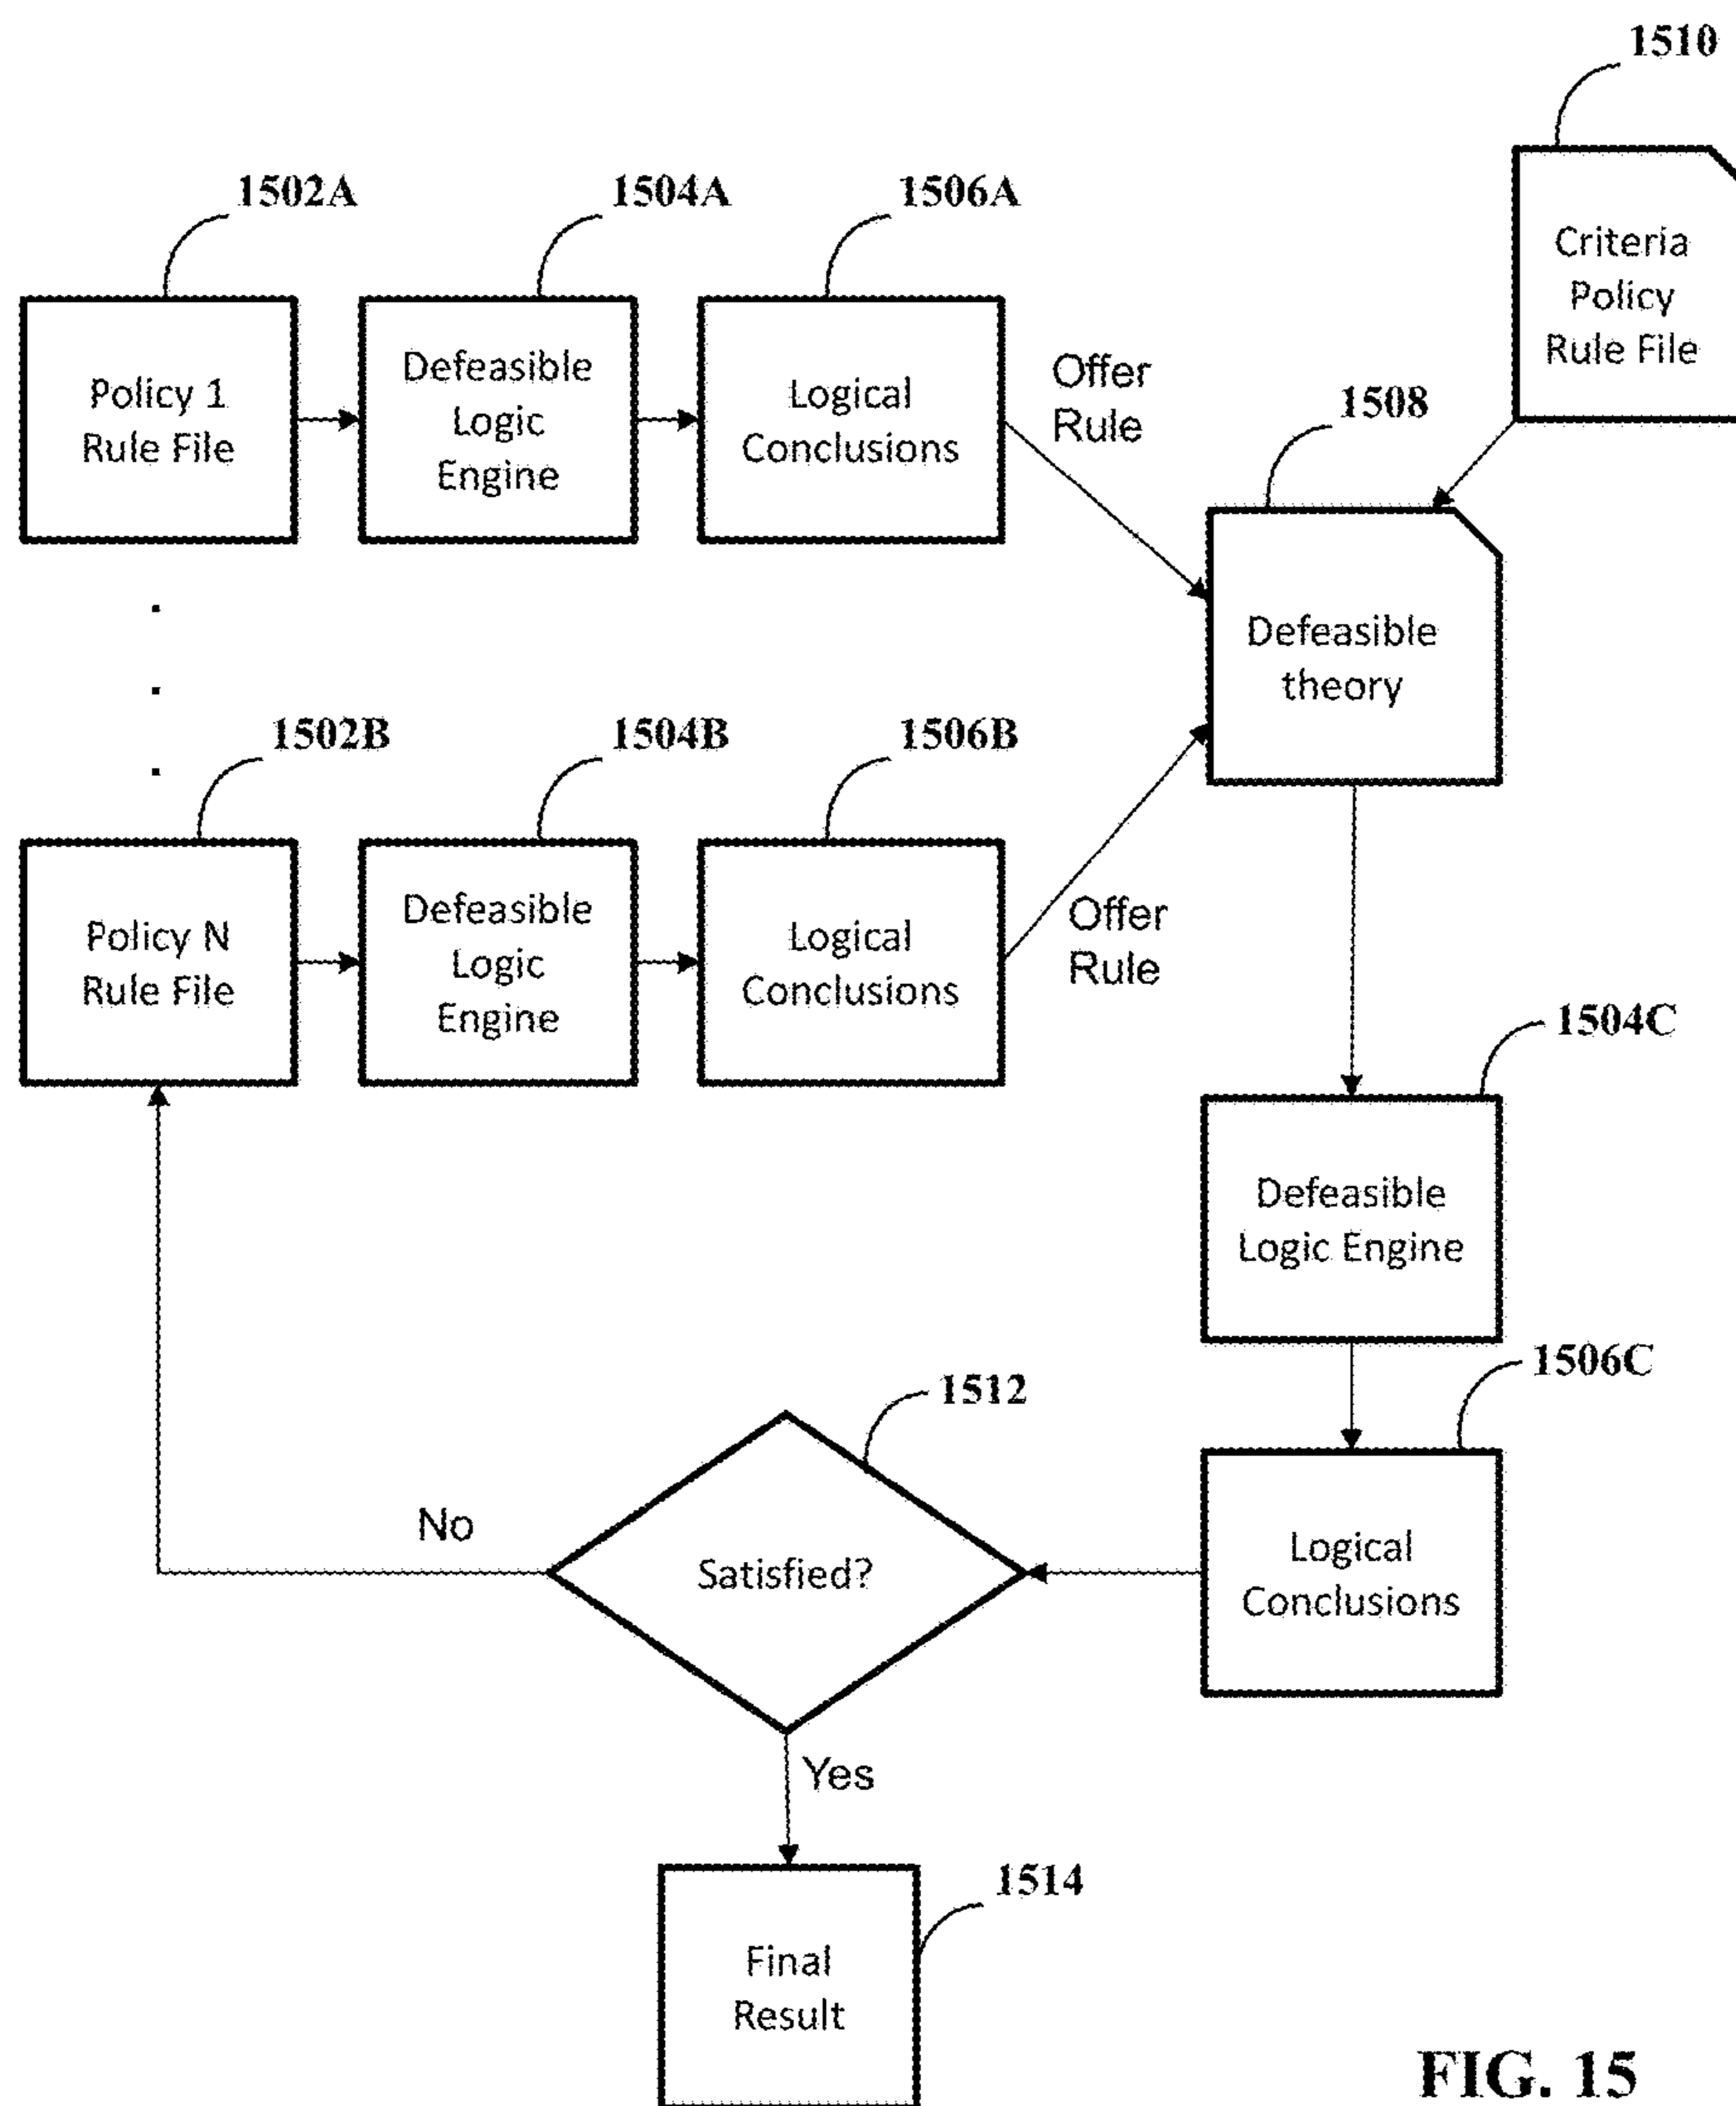 1510
Criteria
Policy
Rule File
1502A
1504A
1506A
Policy 1
Rule File
Defeasible
Logic
Engine
Logical
Conclusions
Offer
Rule
1508
Defeasible
theory
1502B
1504B
1506B
Policy N
Rule File
Defeasible
Logic
Engine
Logical
Conclusions
Offer
Rule
1504C
Defeasible
Logic Engine
1506C
Logical
Conclusions
1512
Satisfied?
No
Yes
1514
Final
Result
FIG. 15